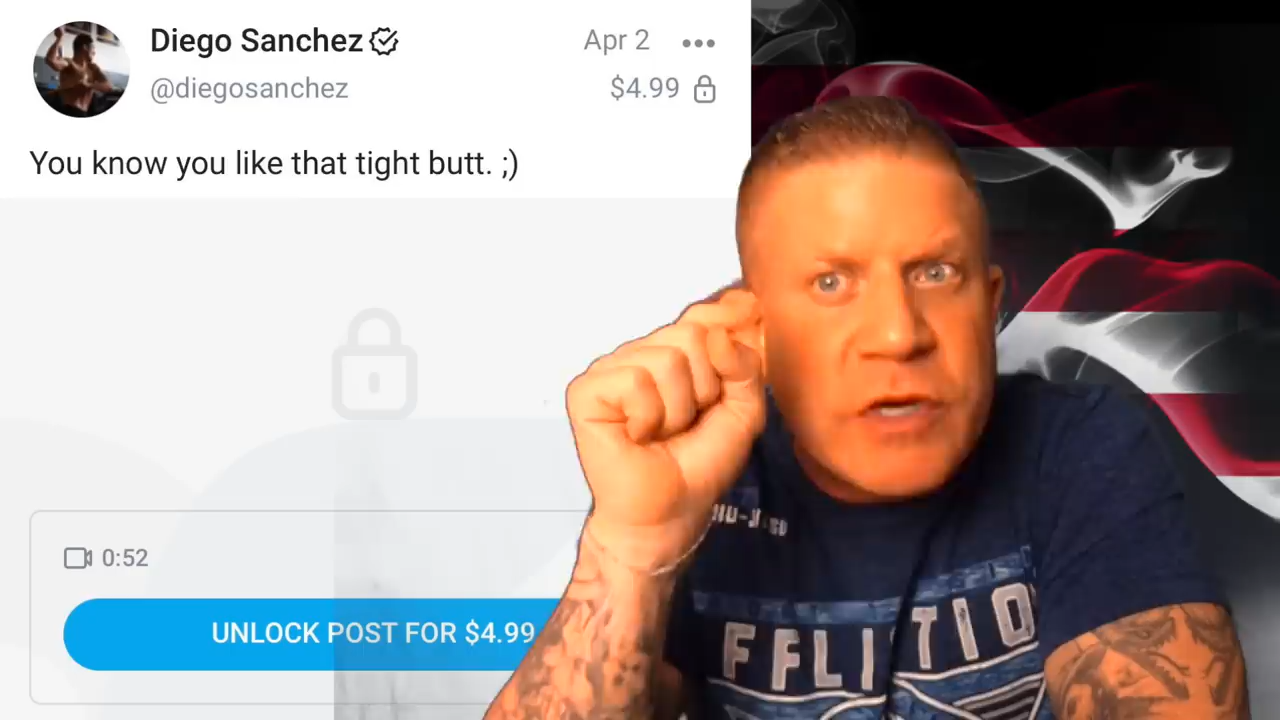 Diego Sanchez
Apr 2
@diegosanchez
$4.99
You know you like that tight butt. ;)
0:52
UNLOCK POST FOR $4.99
FFLICTIO